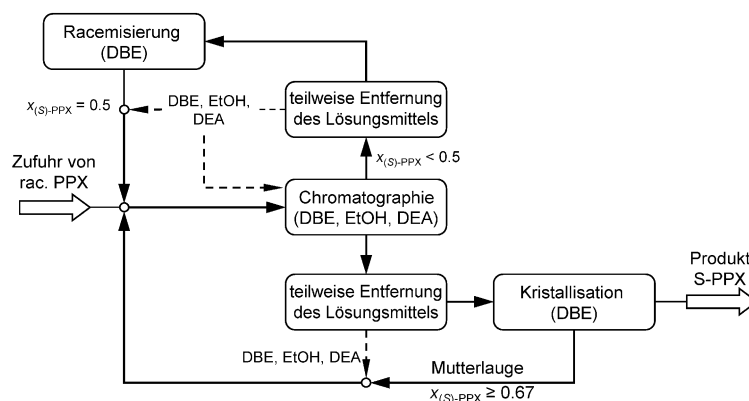 Racemisierung
(DBE)
x(S)-PPX = 0.5
DBE, EtOH,
DEA
teilweise Entfernung
des Lösungsmittels
x(S)-PPX < 0.5
Zufuhr von
rac. PPX
Chromatographie
(DBE, EtOH, DEA)
teilweise Entfernung
des Lösungsmittels
Kristallisation
(DBE)
Produkt
S-PPX
DBE, EtOH, DEA
Mutterlauge
x(S)-PPX ≥ 0.67